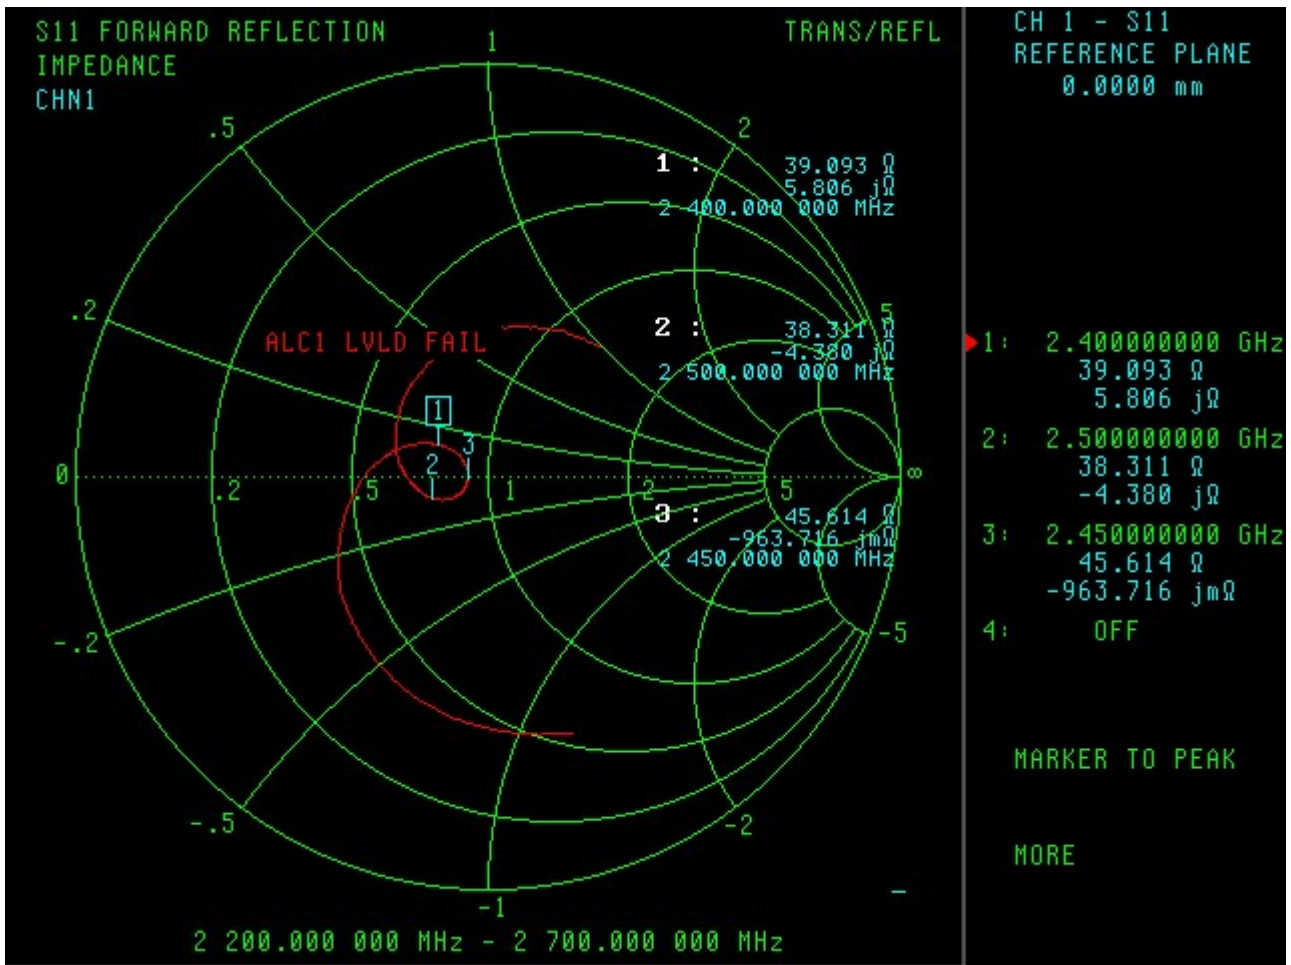 S11 FORWARD REFLECTION
IMPEDANCE
CHN1
TRANS/REFL
1
.5
2
1 :
39.093 Ω
5.806 jΩ
2 400.000 000 MHz
.2
5
ALC1 LVLD FAIL
2 :
38.311 Ω
-4.380 jΩ
2 500.000 000 MHz
1
3
2
0
.2
.5
1
2
5
∞
3 :
45.614 Ω
-963.716 jmΩ
2 450.000 000 MHz
-.2
-5
-.5
-2
-1
2 200.000 000 MHz - 2 700.000 000 MHz
CH 1 - S11
REFERENCE PLANE
0.0000 mm
1: 2.400000000 GHz
39.093 Ω
5.806 jΩ
2: 2.500000000 GHz
38.311 Ω
-4.380 jΩ
3: 2.450000000 GHz
45.614 Ω
-963.716 jmΩ
4: OFF
MARKER TO PEAK
MORE